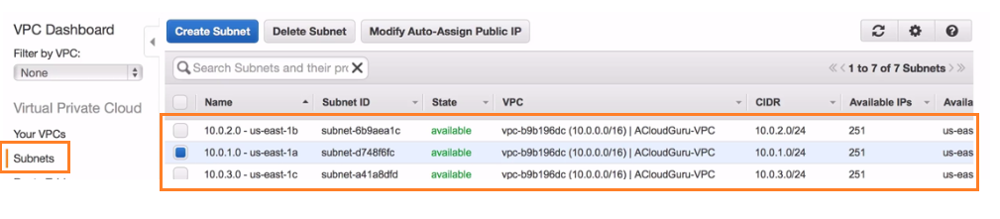 VPC Dashboard
Filter by VPC:
None
Virtual Private Cloud
Your VPCs
Subnets
Create Subnet Delete Subnet Modify Auto-Assign Public IP
Search Subnets and their pro
1 to 7 of 7 Subnets
Name Subnet ID State VPC CIDR Available IPs Availa
10.0.2.0 - us-east-1b subnet-6b9aea1c available vpc-b9b196dc (10.0.0.0/16) | ACloudGuru-VPC 10.0.2.0/24 251 us-eas
10.0.1.0 - us-east-1a subnet-d748f6fc available vpc-b9b196dc (10.0.0.0/16) | ACloudGuru-VPC 10.0.1.0/24 251 us-eas
10.0.3.0 - us-east-1c subnet-a41a8dfd available vpc-b9b196dc (10.0.0.0/16) | ACloudGuru-VPC 10.0.3.0/24 251 us-eas